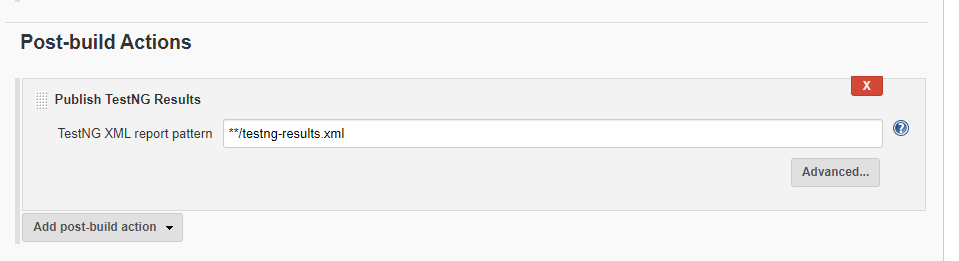 Post-build Actions
X
Publish TestNG Results
TestNG XML report pattern **/testng-results.xml ?
Advanced...
Add post-build action